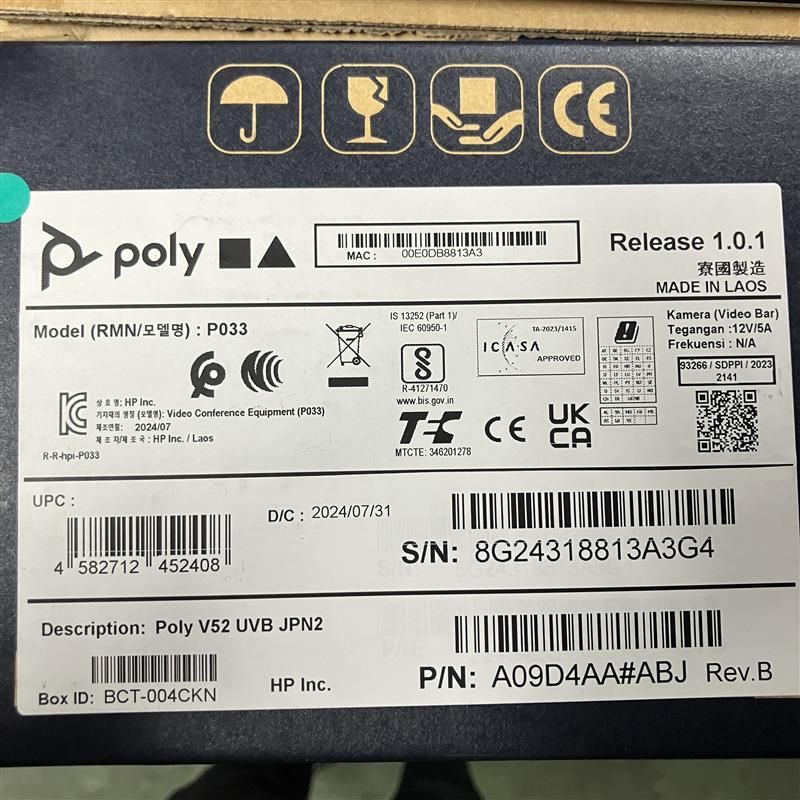 poly
MAC :
00E0DB8813A3
Release 1.0.1
寮國製造
MADE IN LAOS
Model (RMN/모델명) : P033
IS 13252 (Part 1)/
IEC 60950-1
R-41271470
www.bis.gov.in
TA-2023/1415
ICASA
APPROVED
Kamera (Video Bar)
Tegangan :12V/5A
Frekuensi : N/A
93266 / SDPPI / 2023
2141
상호 명: HP Inc.
기자재의 명칭 (모델명): Video Conference Equipment (P033)
제조연월: 2024/07
제 조 자/제 조 국 : HP Inc. / Laos
R-R-hpi-P033
MTCTE: 346201278
CE
UK
CA
UPC :
4 582712 452408
D/C : 2024/07/31
S/N: 8G24318813A3G4
Description: Poly V52 UVB JPN2
Box ID: BCT-004CKN
HP Inc.
P/N: A09D4AA#ABJ Rev.B